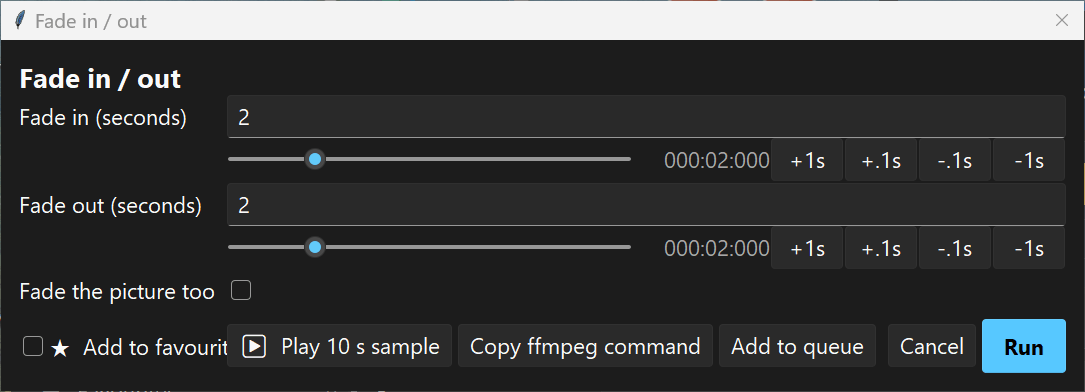 Fade in / out
Fade in / out
Fade in (seconds) 2
000:02:000 +1s +.1s -.1s -1s
Fade out (seconds) 2
000:02:000 +1s +.1s -.1s -1s
Fade the picture too
★ Add to favourit Play 10 s sample Copy ffmpeg command Add to queue Cancel Run